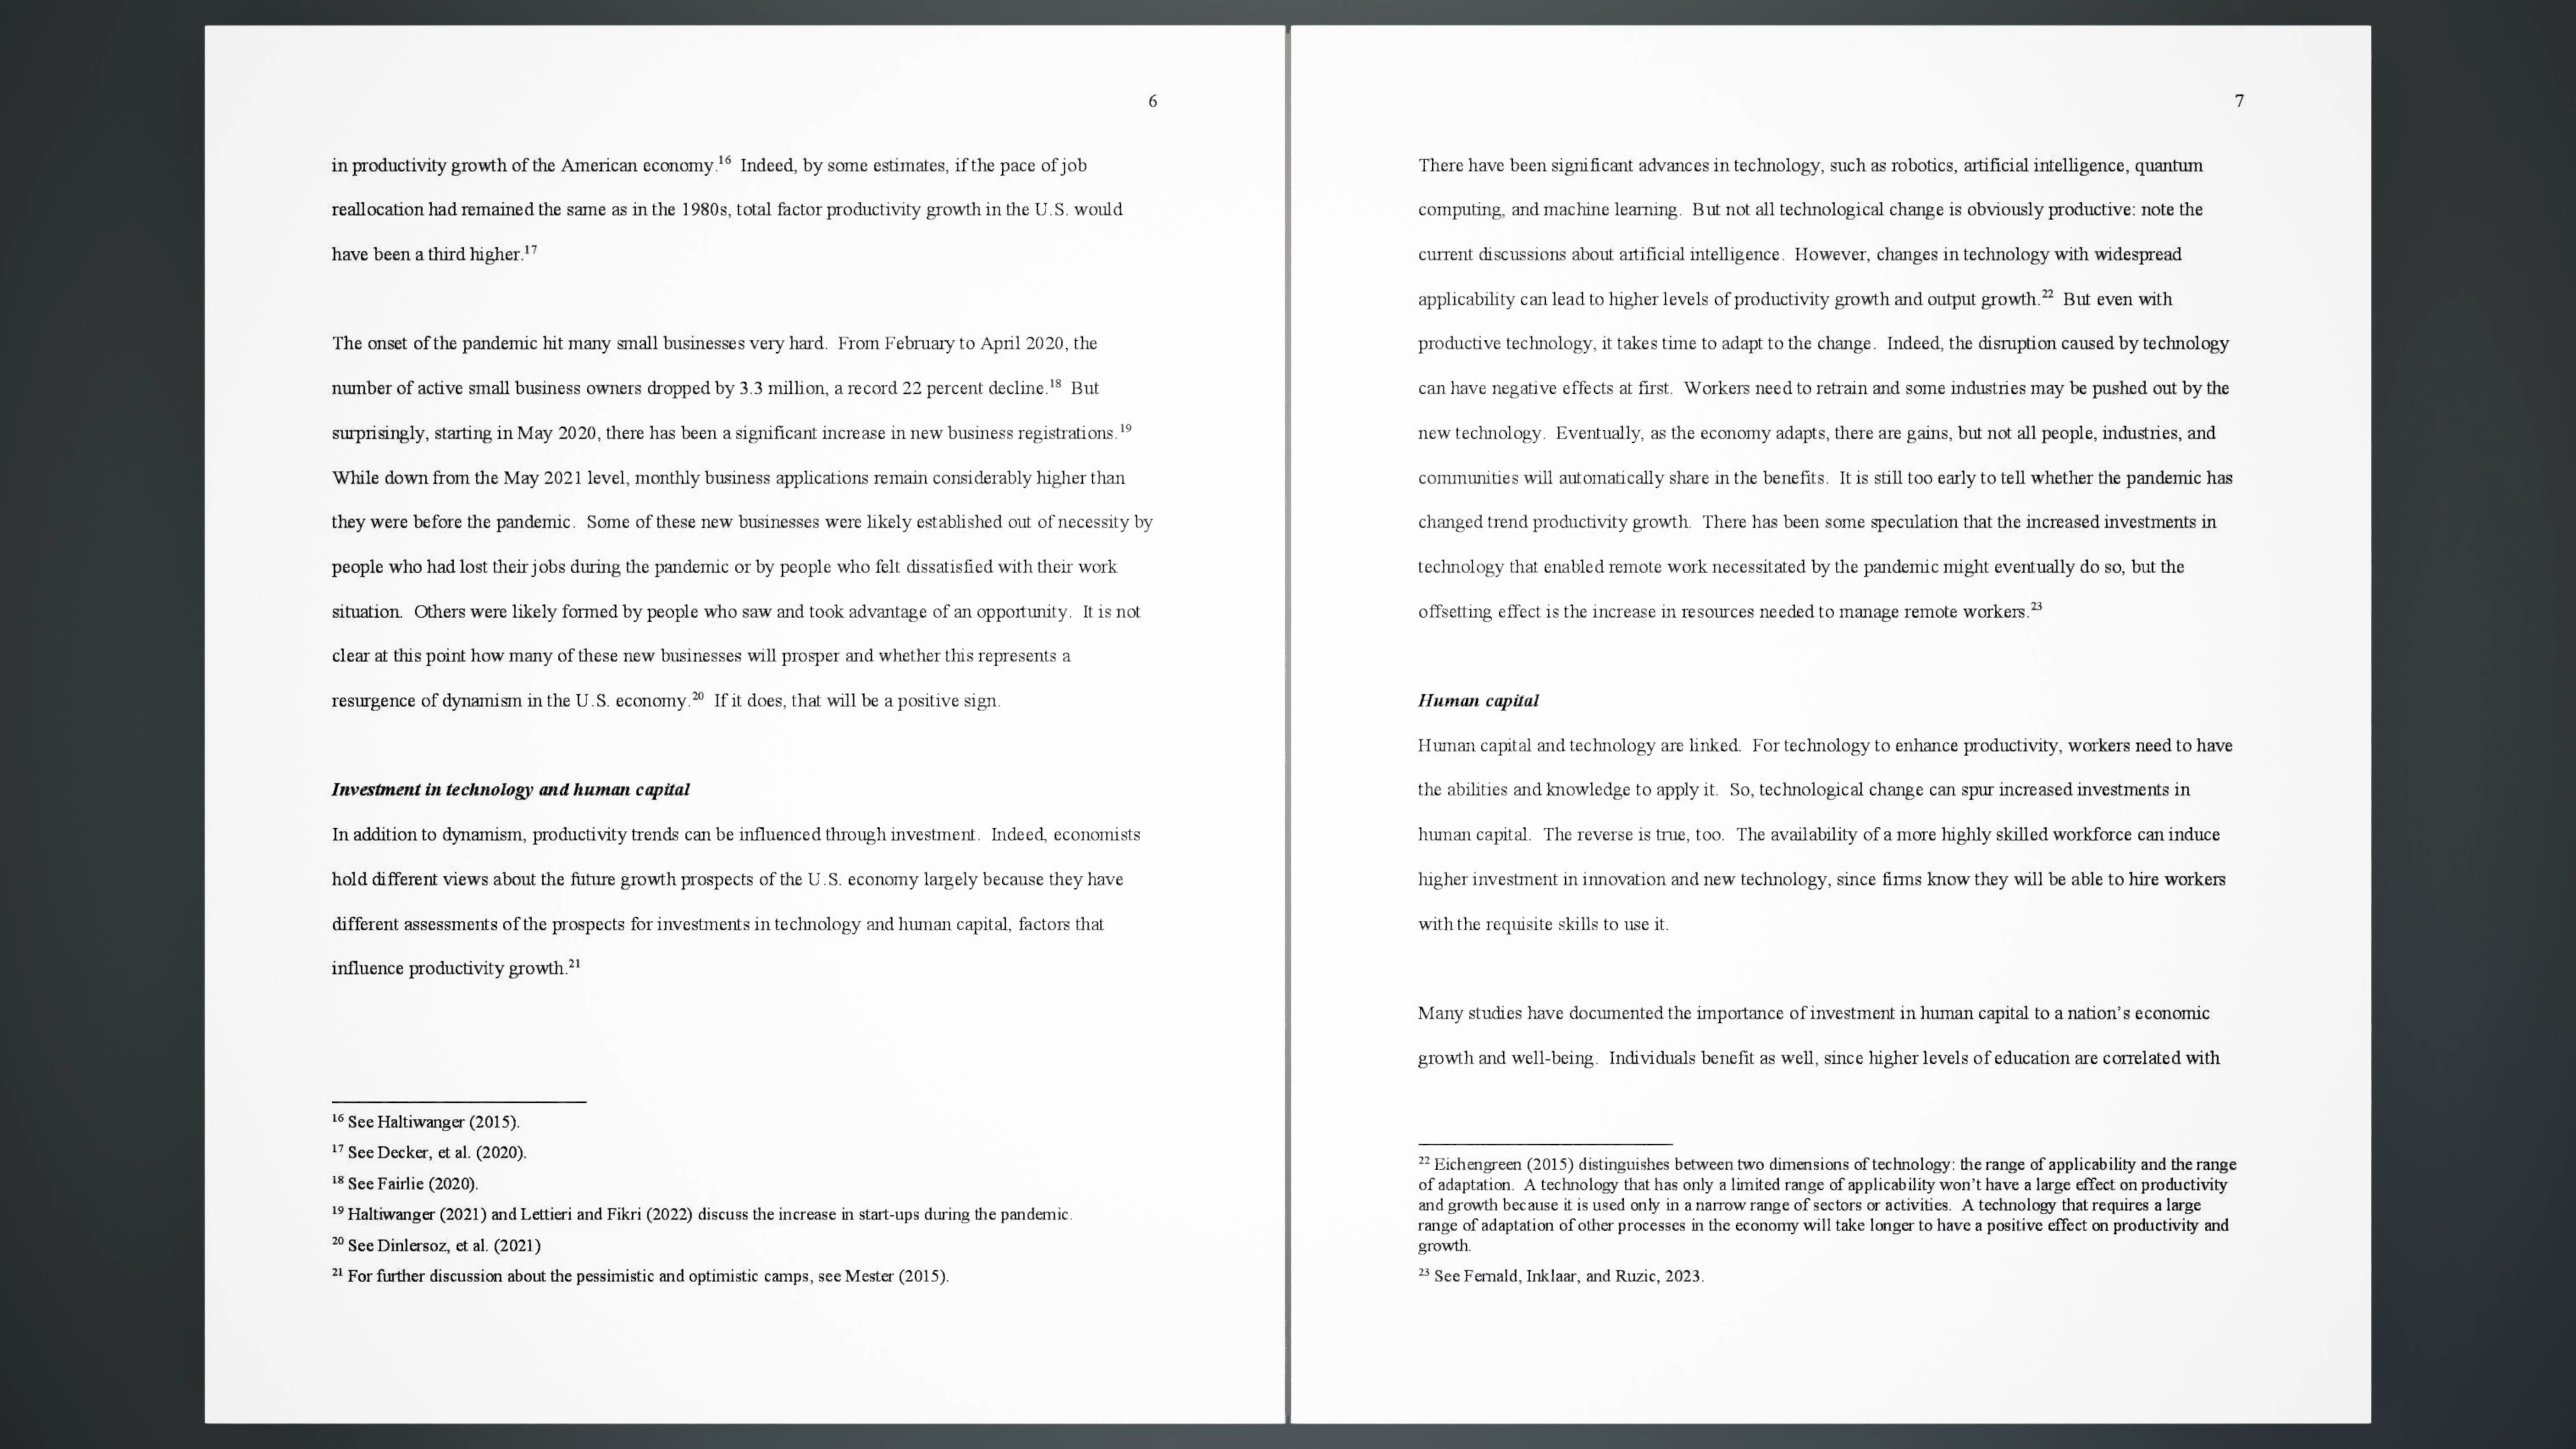 6
in productivity growth of the American economy.16 Indeed, by some estimates, if the pace of job
reallocation had remained the same as in the 1980s, total factor productivity growth in the U.S. would
have been a third higher.17
The onset of the pandemic hit many small businesses very hard. From February to April 2020, the
number of active small business owners dropped by 3.3 million, a record 22 percent decline.18 But
surprisingly, starting in May 2020, there has been a significant increase in new business registrations.19
While down from the May 2021 level, monthly business applications remain considerably higher than
they were before the pandemic. Some of these new businesses were likely established out of necessity by
people who had lost their jobs during the pandemic or by people who felt dissatisfied with their work
situation. Others were likely formed by people who saw and took advantage of an opportunity. It is not
clear at this point how many of these new businesses will prosper and whether this represents a
resurgence of dynamism in the U.S. economy.20 If it does, that will be a positive sign.
Investment in technology and human capital
In addition to dynamism, productivity trends can be influenced through investment. Indeed, economists
hold different views about the future growth prospects of the U.S. economy largely because they have
different assessments of the prospects for investments in technology and human capital, factors that
influence productivity growth.21
16 See Haltiwanger (2015).
17 See Decker, et al. (2020).
18 See Fairlie (2020).
19 Haltiwanger (2021) and Lettieri and Fikri (2022) discuss the increase in start-ups during the pandemic.
20 See Dinlersoz, et al. (2021)
21 For further discussion about the pessimistic and optimistic camps, see Mester (2015).
7
There have been significant advances in technology, such as robotics, artificial intelligence, quantum
computing, and machine learning. But not all technological change is obviously productive: note the
current discussions about artificial intelligence. However, changes in technology with widespread
applicability can lead to higher levels of productivity growth and output growth.22 But even with
productive technology, it takes time to adapt to the change. Indeed, the disruption caused by technology
can have negative effects at first. Workers need to retrain and some industries may be pushed out by the
new technology. Eventually, as the economy adapts, there are gains, but not all people, industries, and
communities will automatically share in the benefits. It is still too early to tell whether the pandemic has
changed trend productivity growth. There has been some speculation that the increased investments in
technology that enabled remote work necessitated by the pandemic might eventually do so, but the
offsetting effect is the increase in resources needed to manage remote workers.23
Human capital
Human capital and technology are linked. For technology to enhance productivity, workers need to have
the abilities and knowledge to apply it. So, technological change can spur increased investments in
human capital. The reverse is true, too. The availability of a more highly skilled workforce can induce
higher investment in innovation and new technology, since firms know they will be able to hire workers
with the requisite skills to use it.
Many studies have documented the importance of investment in human capital to a nation's economic
growth and well-being. Individuals benefit as well, since higher levels of education are correlated with
22 Eichengreen (2015) distinguishes between two dimensions of technology: the range of applicability and the range
of adaptation. A technology that has only a limited range of applicability won't have a large effect on productivity
and growth because it is used only in a narrow range of sectors or activities. A technology that requires a large
range of adaptation of other processes in the economy will take longer to have a positive effect on productivity and
growth.
23 See Fernald, Inklaar, and Ruzic, 2023.